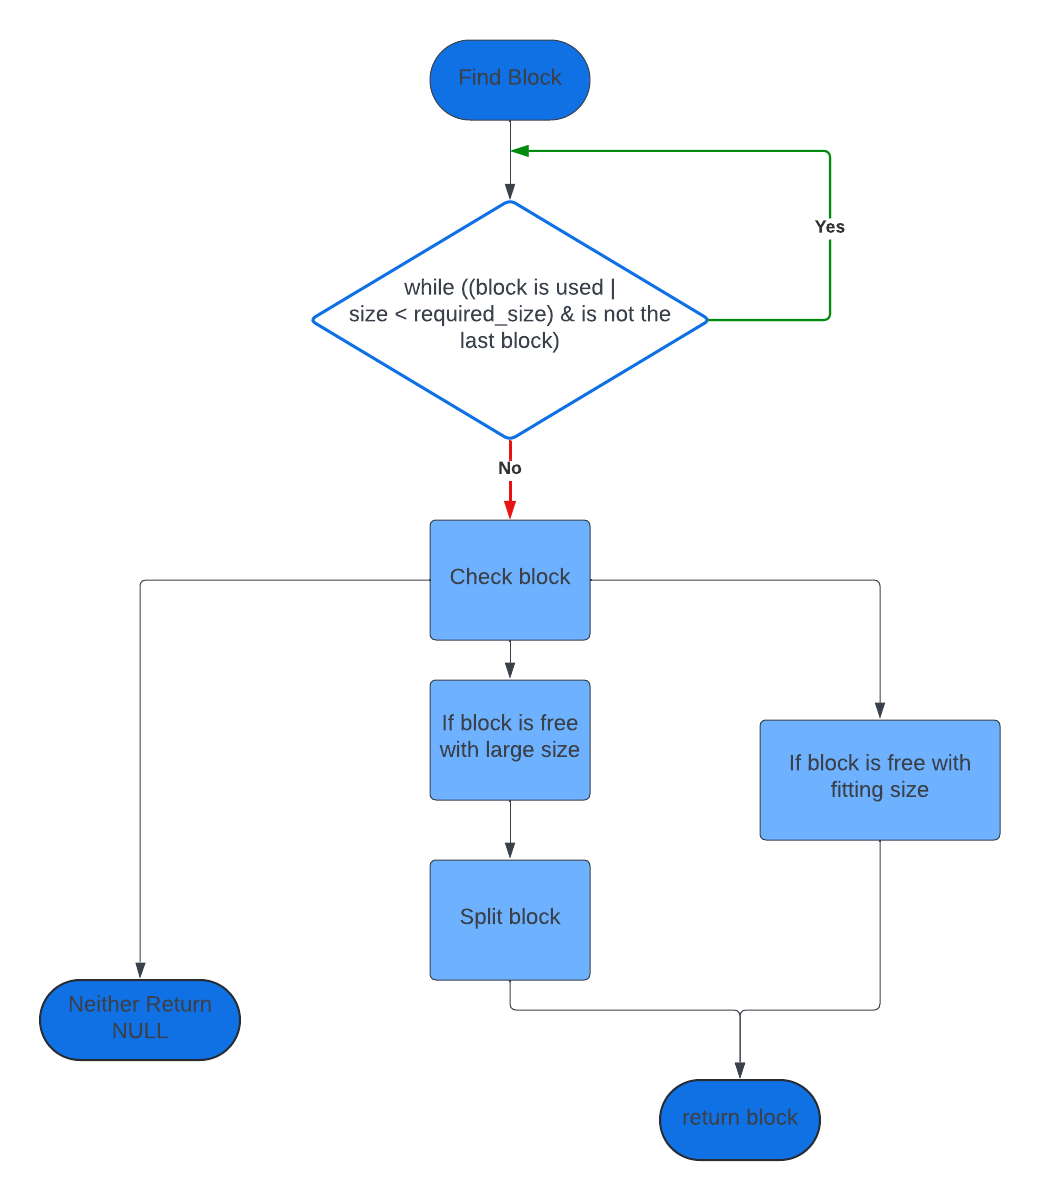 Find Block
Yes
while ((block is used |
size < required_size) & is not the
last block)
No
Check block
If block is free
with large size
If block is free with
fitting size
Split block
Neither Return
NULL
return block